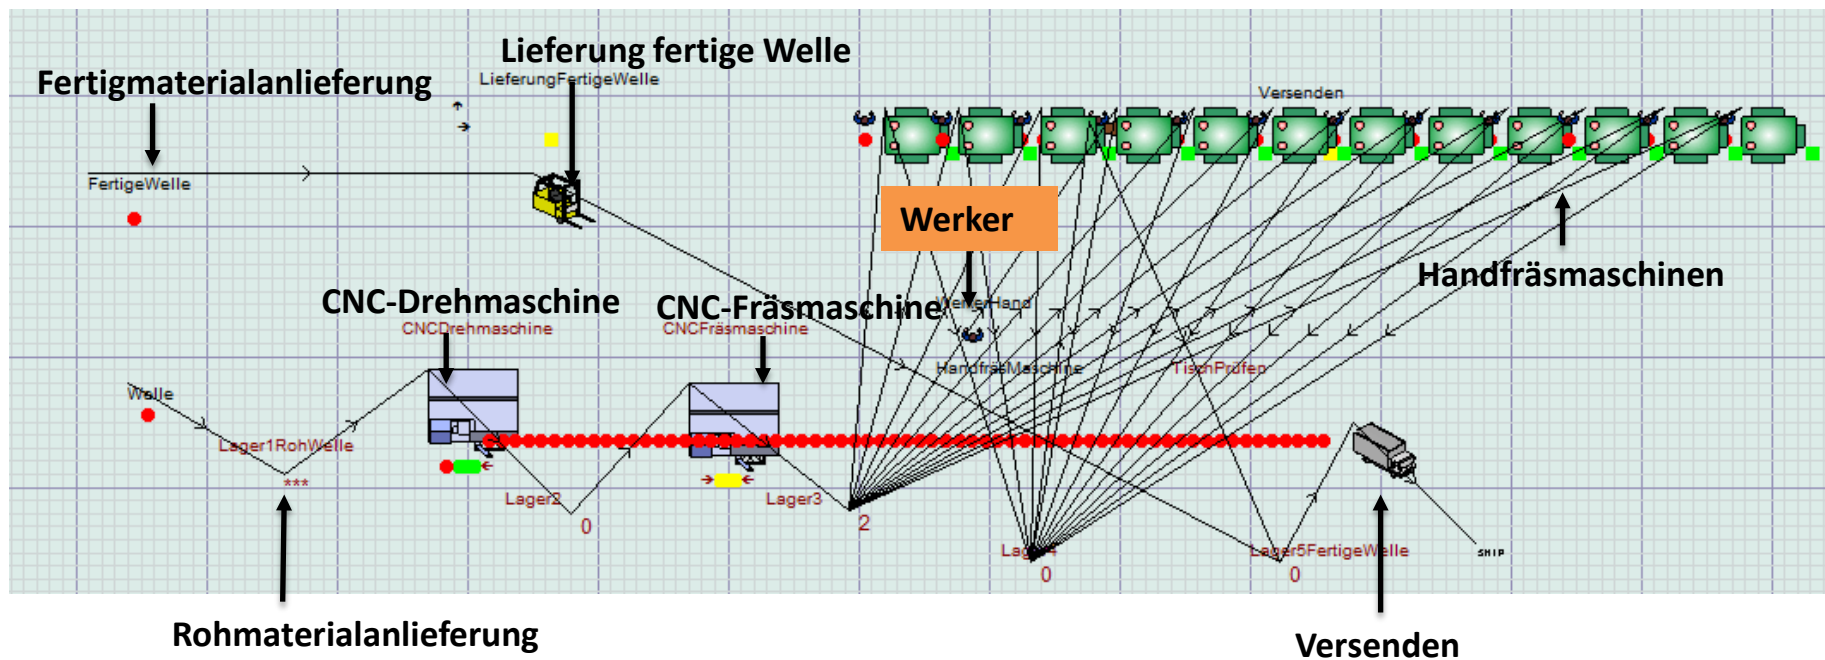 Lieferung fertige Welle
Fertigmaterialanlieferung
LieferungFertigeWelle
Versenden
FertigeWelle
Werker
Handfräsmaschinen
CNC-Drehmaschine
CNC-Fräsmaschine
WerkerHand
CNCDrehmaschine
CNCFräsmaschine
HandfräsMaschine
TischPrüfen
Welle
Lager1RohWelle
***
Lager2
Lager3
0
2
Lager4
Lager5FertigeWelle
SHIP
0
0
Rohmaterialanlieferung
Versenden